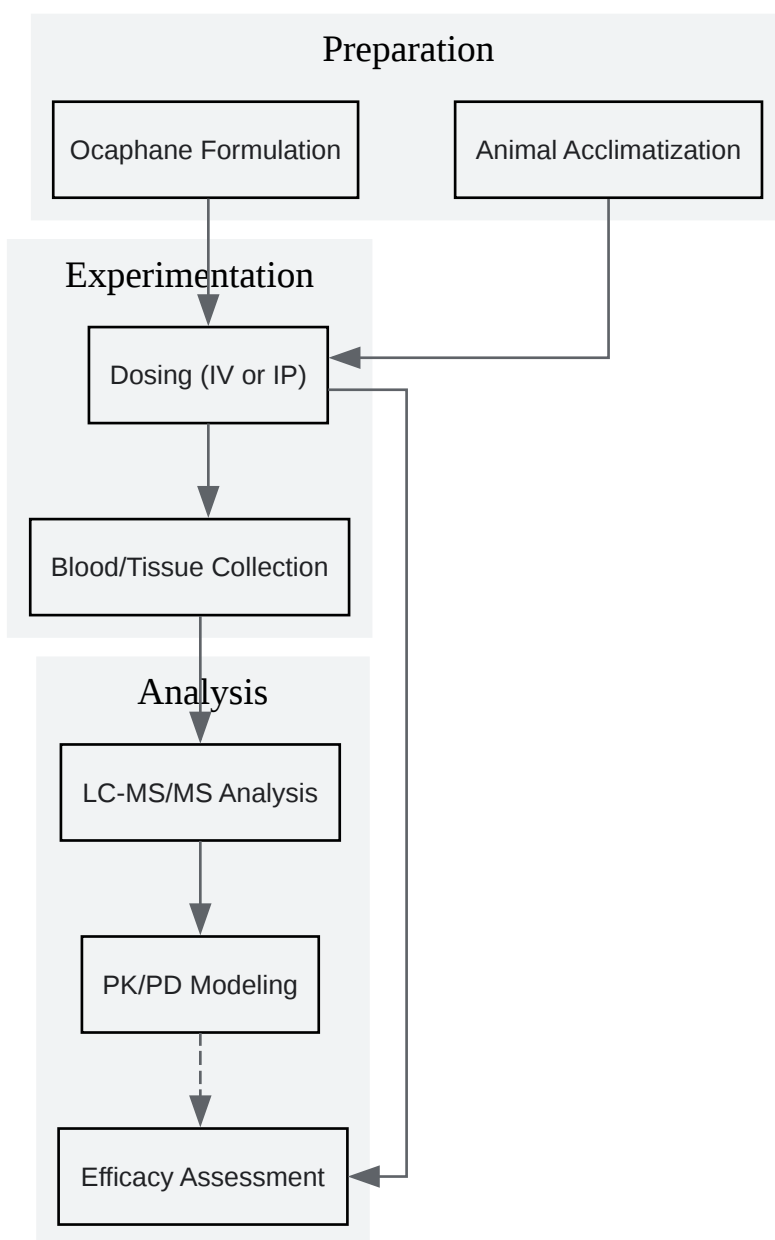 Preparation
Ocaphane Formulation
Animal Acclimatization
Experimentation
Dosing (IV or IP)
Blood/Tissue Collection
Analysis
LC-MS/MS Analysis
PK/PD Modeling
Efficacy Assessment